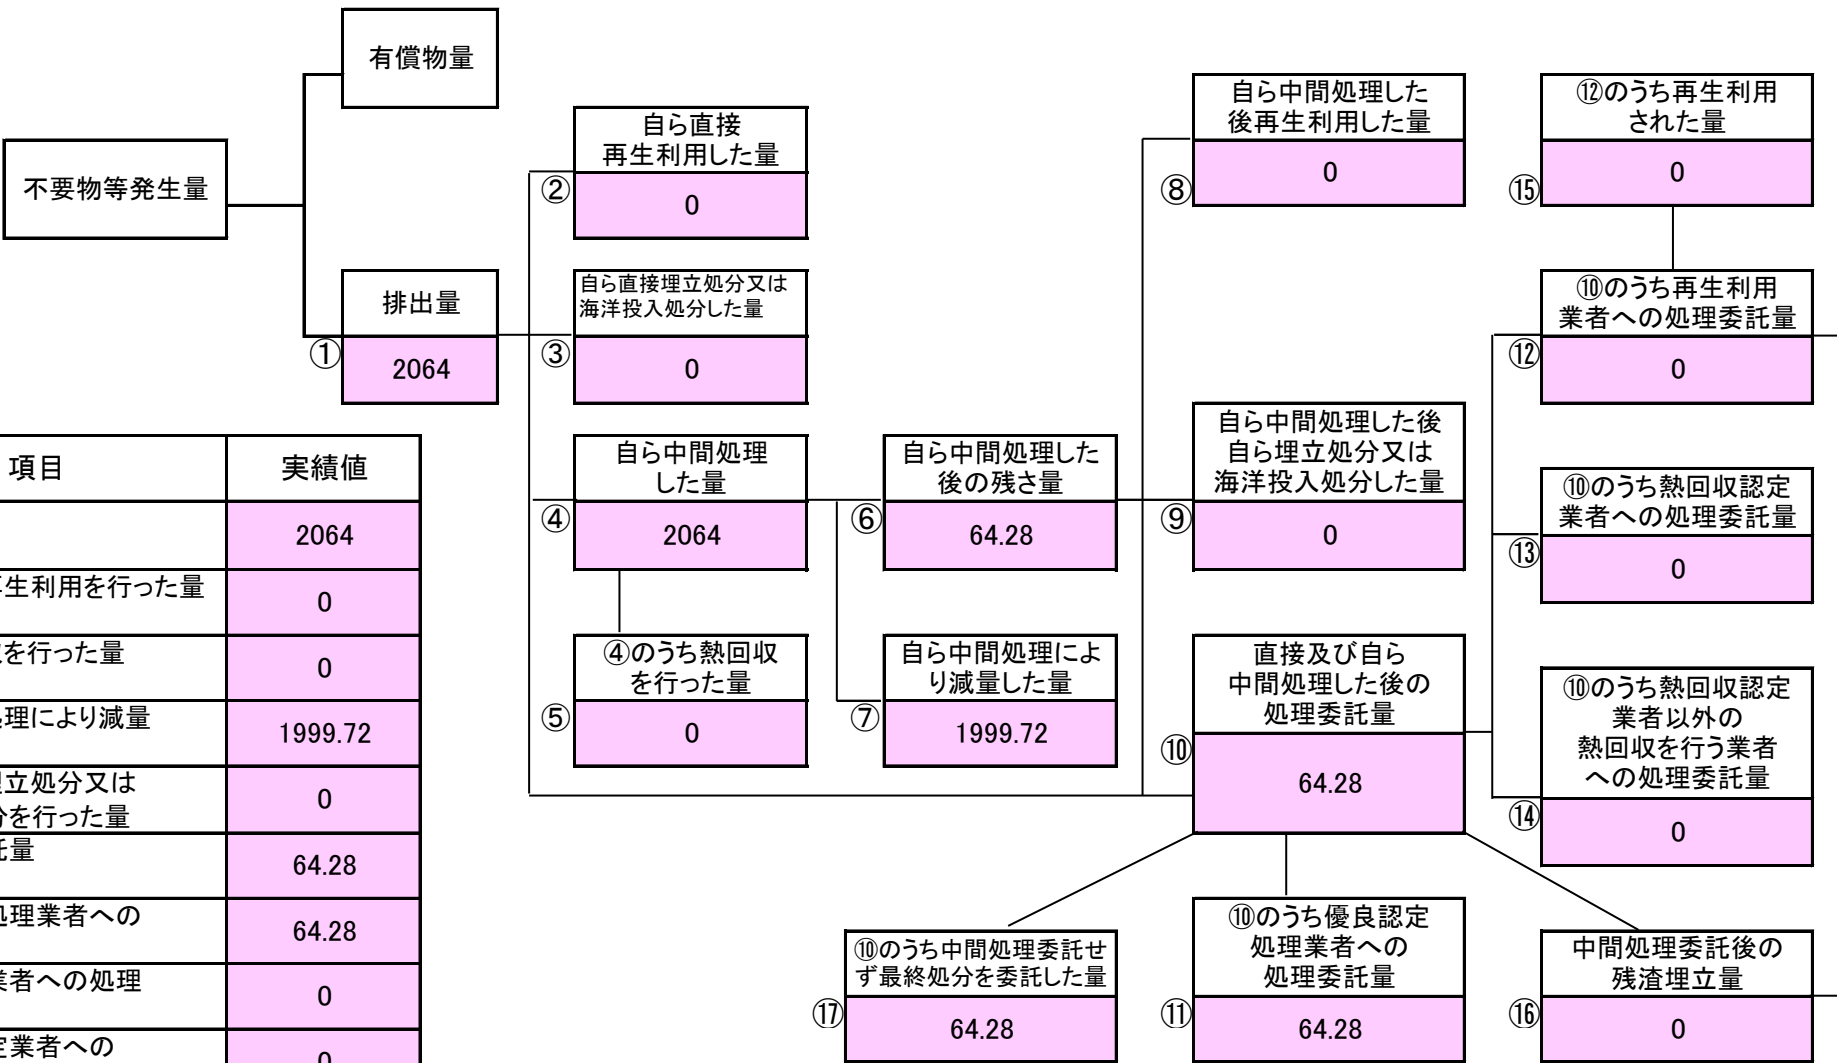 有償物量
不要物等発生量
排出量
①
2064
自ら直接
再生利用した量
②
0
自ら直接埋立処分又は
海洋投入処分した量
③
0
自ら中間処理
した量
④
2064
④のうち熱回収
を行った量
⑤
0
自ら中間処理した
後の残さ量
⑥
64.28
自ら中間処理によ
り減量した量
⑦
1999.72
自ら中間処理した
後再生利用した量
⑧
0
自ら中間処理した後
自ら埋立処分又は
海洋投入処分した量
⑨
0
直接及び自ら
中間処理した後の
処理委託量
⑩
64.28
⑫のうち再生利用
された量
⑮
0
⑩のうち再生利用
業者への処理委託量
⑫
0
⑩のうち熱回収認定
業者への処理委託量
⑬
0
⑩のうち熱回収認定
業者以外の
熱回収を行う業者
への処理委託量
⑭
0
⑩のうち中間処理委託せ
ず最終処分を委託した量
⑰
64.28
⑩のうち優良認定
処理業者への
処理委託量
⑪
64.28
中間処理委託後の
残渣埋立量
⑯
0
項目 実績値
2064
生利用を行った量
0
を行った量
0
理により減量
1999.72
立処分又は
を行った量
0
量
64.28
理業者への
64.28
者への処理
0
業者への
0